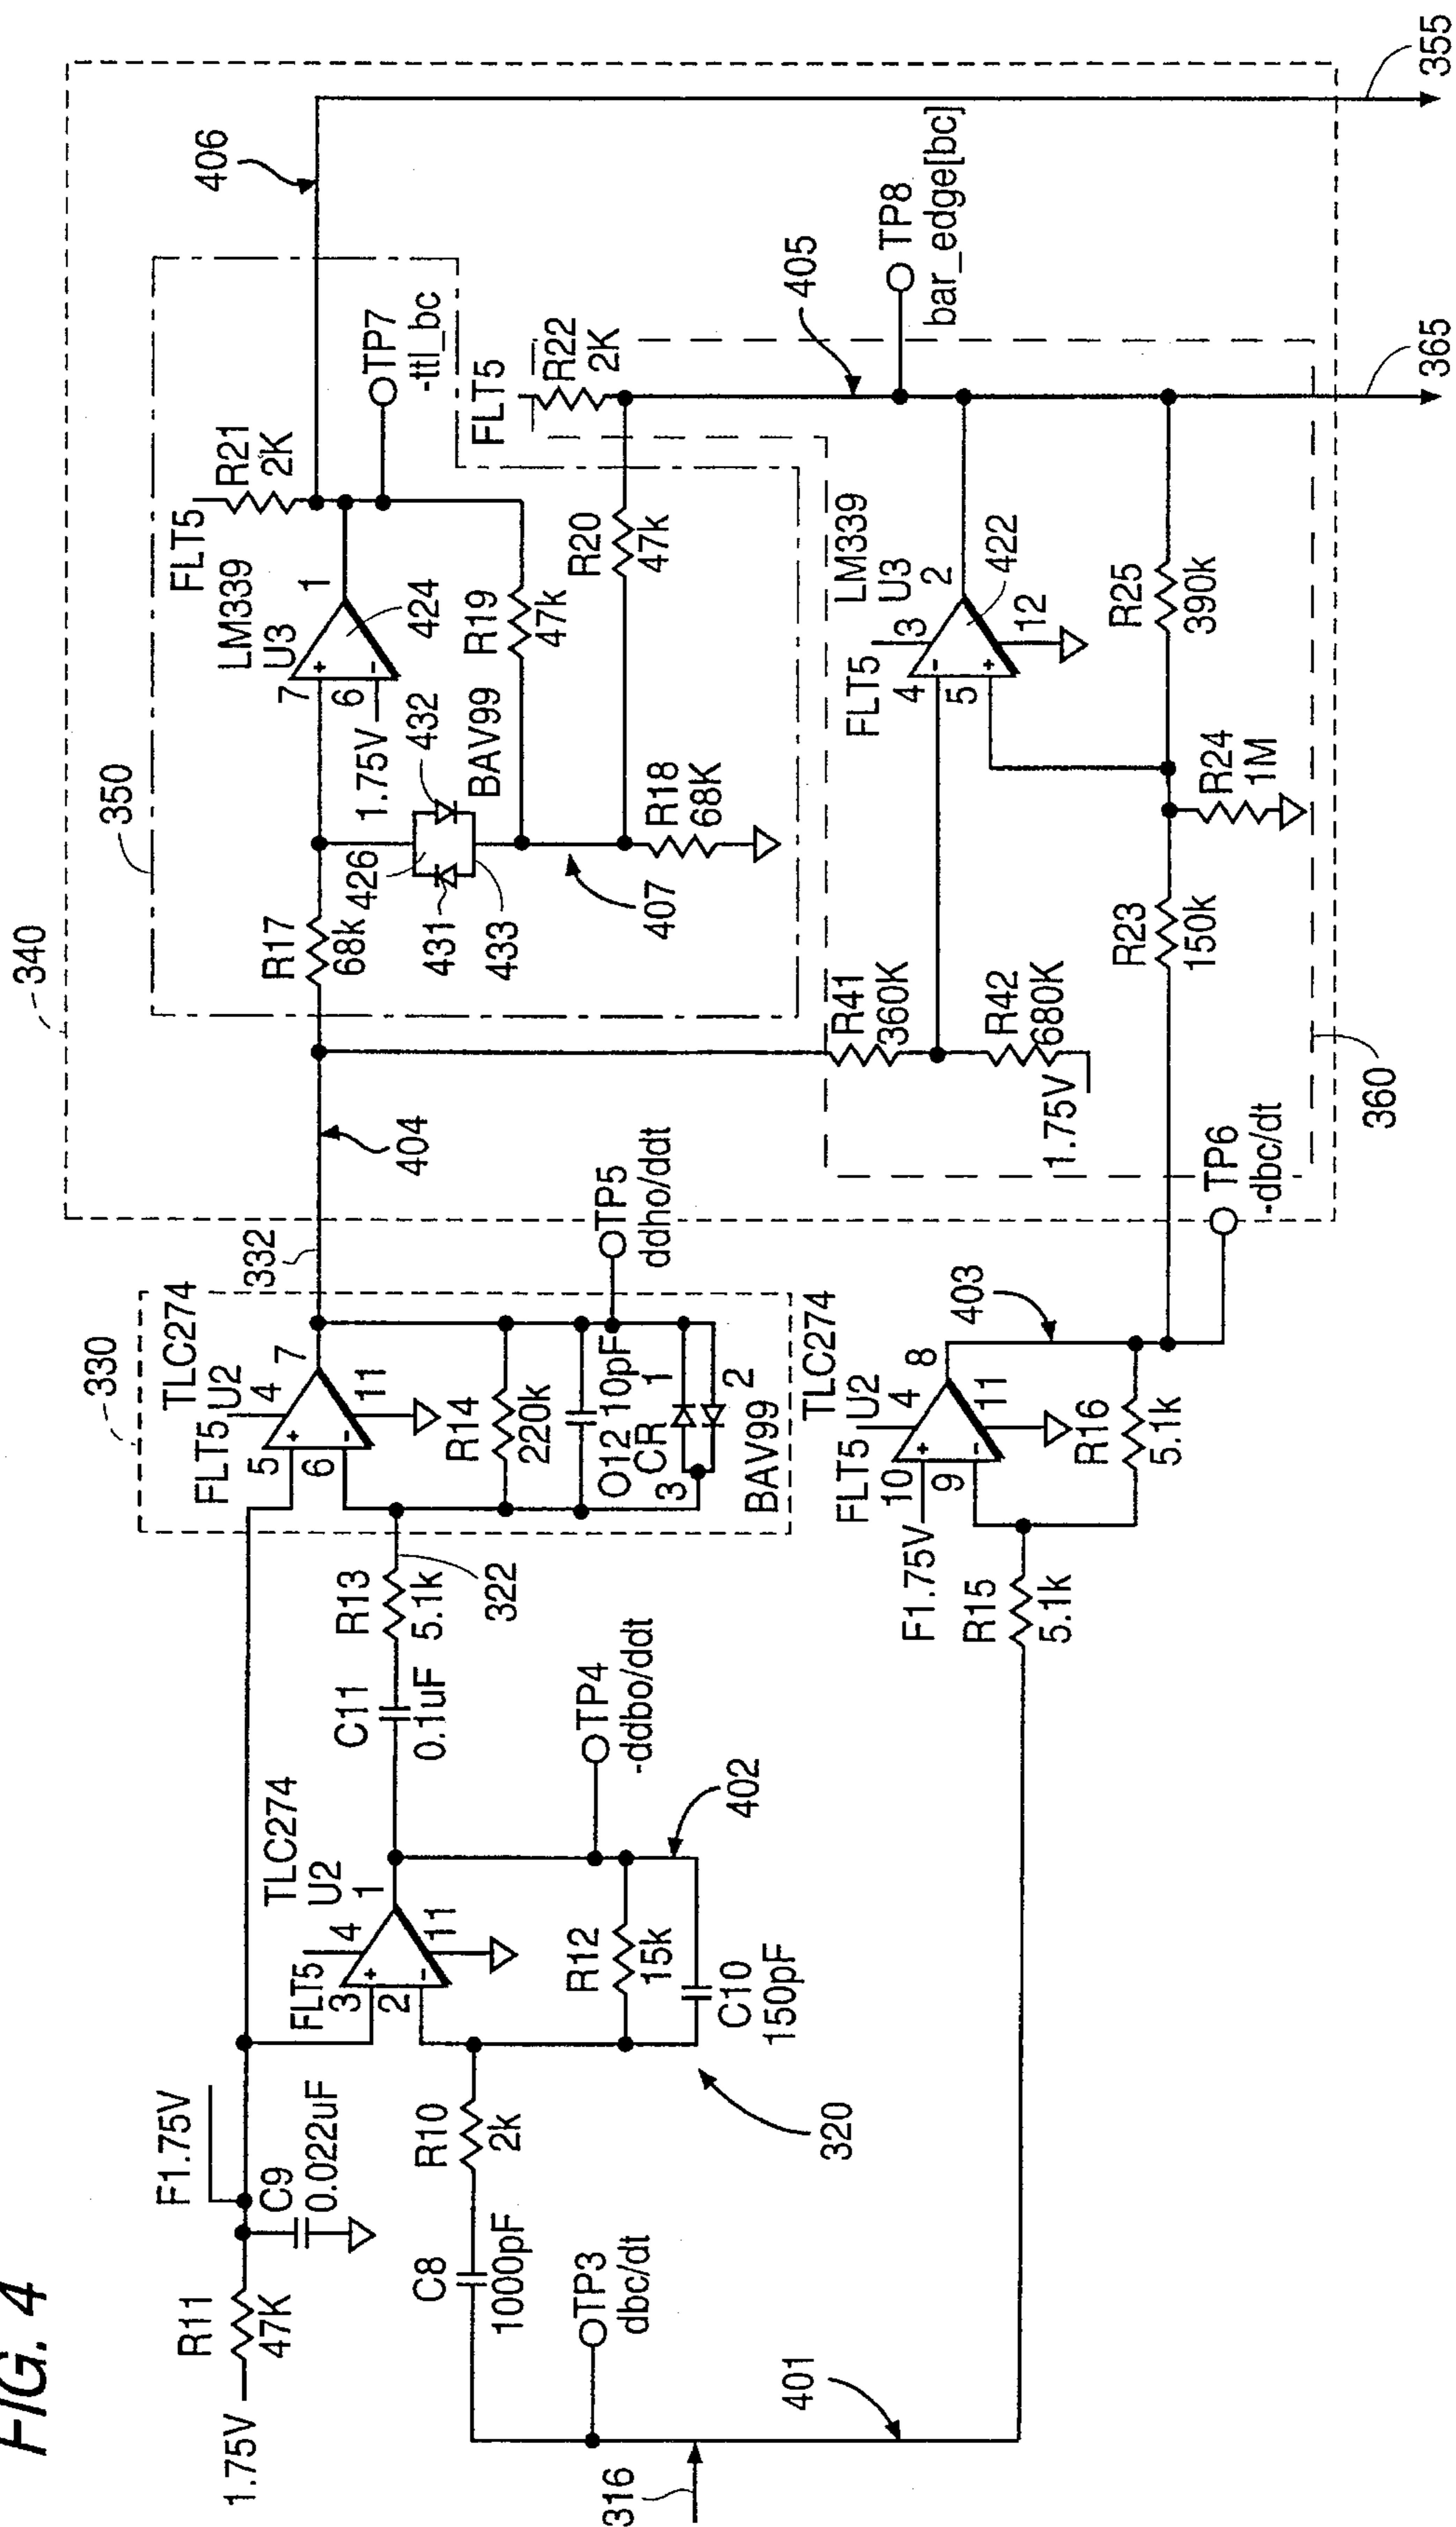 FIG. 4
1.75V
R11
47K
C9
0.022uF
F1.75V
316
401
TP3
dbc/dt
C8
1000pF
R10
2k
320
FLT5
3
2
4
11
1
U2
TLC274
R12
15k
C10
150pF
402
TP4
-ddbo/ddt
C11
0.1uF
R13
5.1k
322
330
FLT5
5
6
4
11
7
U2
TLC274
R14
220k
O12
10pF
CR
3
1
2
BAV99
TP5
ddho/ddt
332
R15
5.1k
F1.75V
FLT5
10
9
4
11
8
U2
TLC274
R16
5.1k
403
TP6
-dbc/dt
404
340
350
R17
68k
426
431
433
432
BAV99
1.75V
7
6
U3
LM339
1
424
FLT5
R21
2K
TP7
-ttl_bc
406
R19
47k
407
R18
68K
R20
47k
FLT5
R22
2K
405
TP8
bar_edge[bc]
R41
360K
R42
680K
1.75V
FLT5
3
4
5
12
2
U3
LM339
422
R23
150k
R24
1M
R25
390k
360
355
365